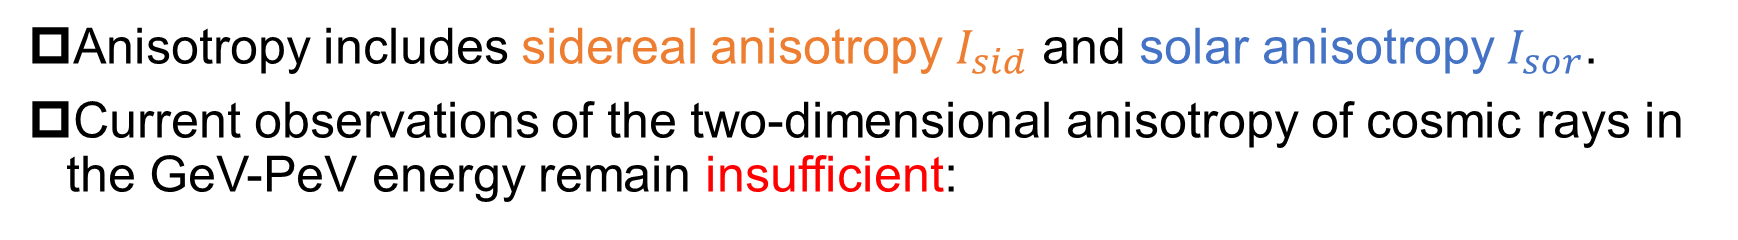 ❑Anisotropy includes sidereal anisotropy I_sid and solar anisotropy I_sor.
❑Current observations of the two-dimensional anisotropy of cosmic rays in
the GeV-PeV energy remain insufficient: